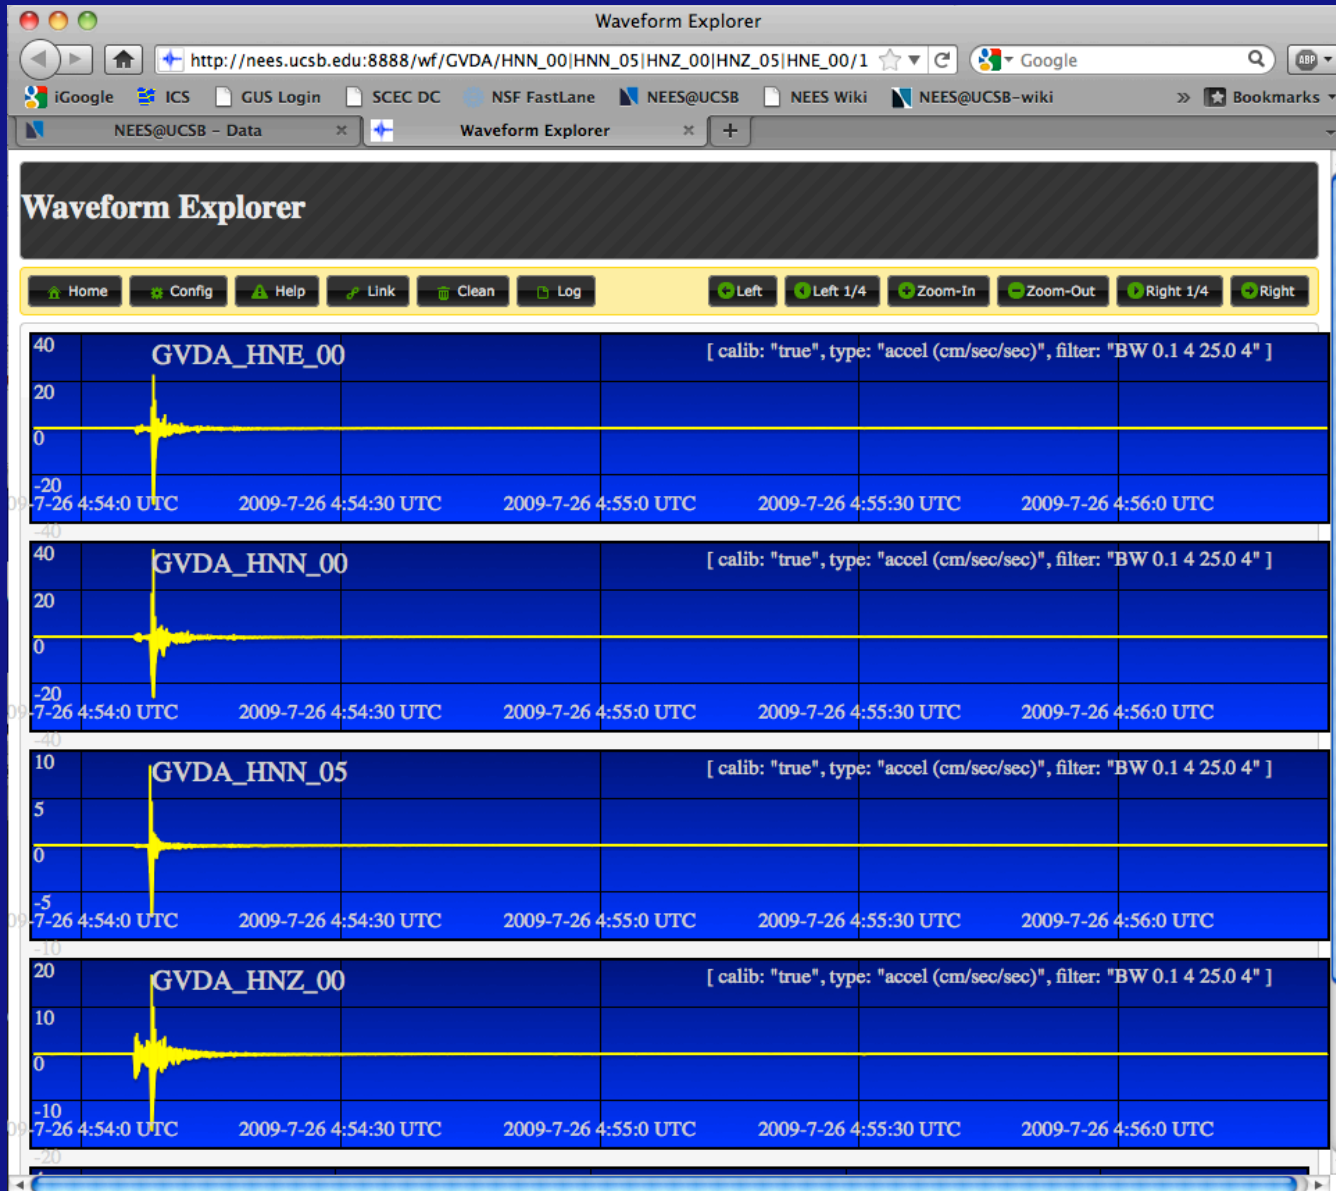 Waveform Explorer
http://nees.ucsb.edu:8888/wf/GVDA/HNN_00|HNN_05|HNZ_00|HNZ_05|HNE_00/1
Google
ABP
iGoogle ICS GUS Login SCEC DC NSF FastLane NEES@UCSB NEES Wiki NEES@UCSB-wiki » Bookmarks
NEES@UCSB - Data × Waveform Explorer × +
Waveform Explorer
Home Config Help Link Clean Log Left Left 1/4 Zoom-In Zoom-Out Right 1/4 Right
40 GVDA_HNE_00 [ calib: "true", type: "accel (cm/sec/sec)", filter: "BW 0.1 4 25.0 4" ]
20
0
-20
09-7-26 4:54:0 UTC 2009-7-26 4:54:30 UTC 2009-7-26 4:55:0 UTC 2009-7-26 4:55:30 UTC 2009-7-26 4:56:0 UTC
-40
40 GVDA_HNN_00 [ calib: "true", type: "accel (cm/sec/sec)", filter: "BW 0.1 4 25.0 4" ]
20
0
-20
09-7-26 4:54:0 UTC 2009-7-26 4:54:30 UTC 2009-7-26 4:55:0 UTC 2009-7-26 4:55:30 UTC 2009-7-26 4:56:0 UTC
-40
10 GVDA_HNN_05 [ calib: "true", type: "accel (cm/sec/sec)", filter: "BW 0.1 4 25.0 4" ]
5
0
-5
09-7-26 4:54:0 UTC 2009-7-26 4:54:30 UTC 2009-7-26 4:55:0 UTC 2009-7-26 4:55:30 UTC 2009-7-26 4:56:0 UTC
-10
20 GVDA_HNZ_00 [ calib: "true", type: "accel (cm/sec/sec)", filter: "BW 0.1 4 25.0 4" ]
10
0
-10
09-7-26 4:54:0 UTC 2009-7-26 4:54:30 UTC 2009-7-26 4:55:0 UTC 2009-7-26 4:55:30 UTC 2009-7-26 4:56:0 UTC
-20